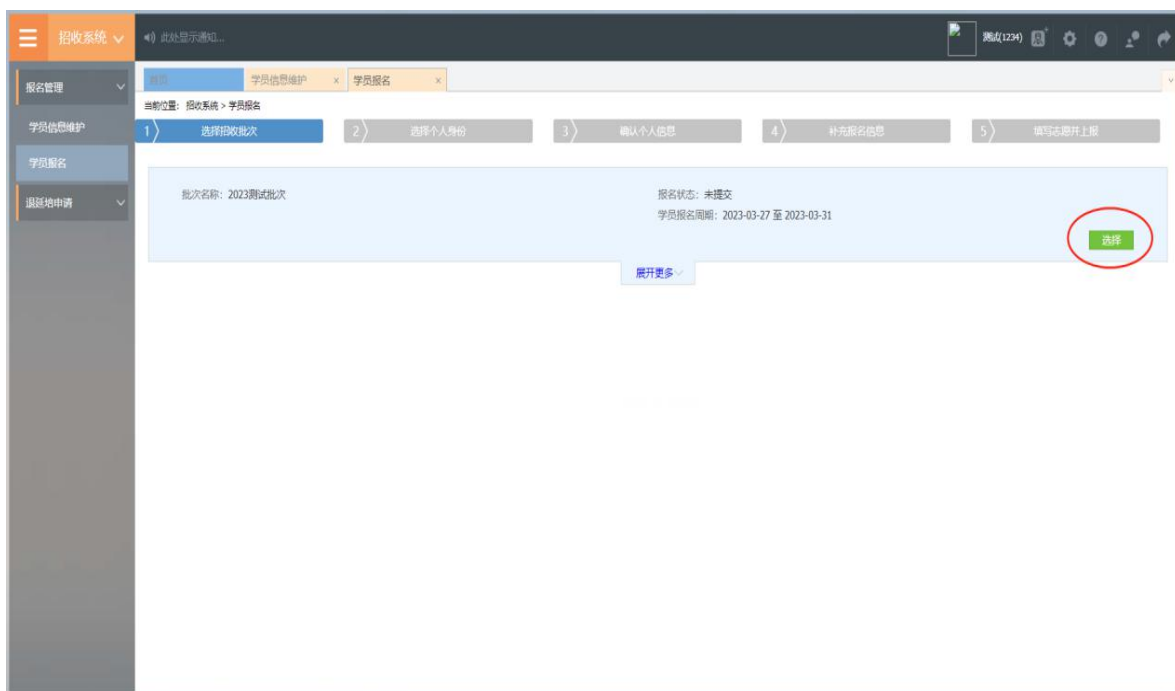 招收系统
此处显示通知...
测试(1234)
报名管理
学员信息维护
学员报名
退延培申请
首页
学员信息维护 ×
学员报名 ×
当前位置: 招收系统 > 学员报名
1 选择招收批次
2 选择个人身份
3 确认个人信息
4 补充报名信息
5 填写志愿并上报
批次名称: 2023测试批次
报名状态: 未提交
学员报名周期: 2023-03-27 至 2023-03-31
选择
展开更多